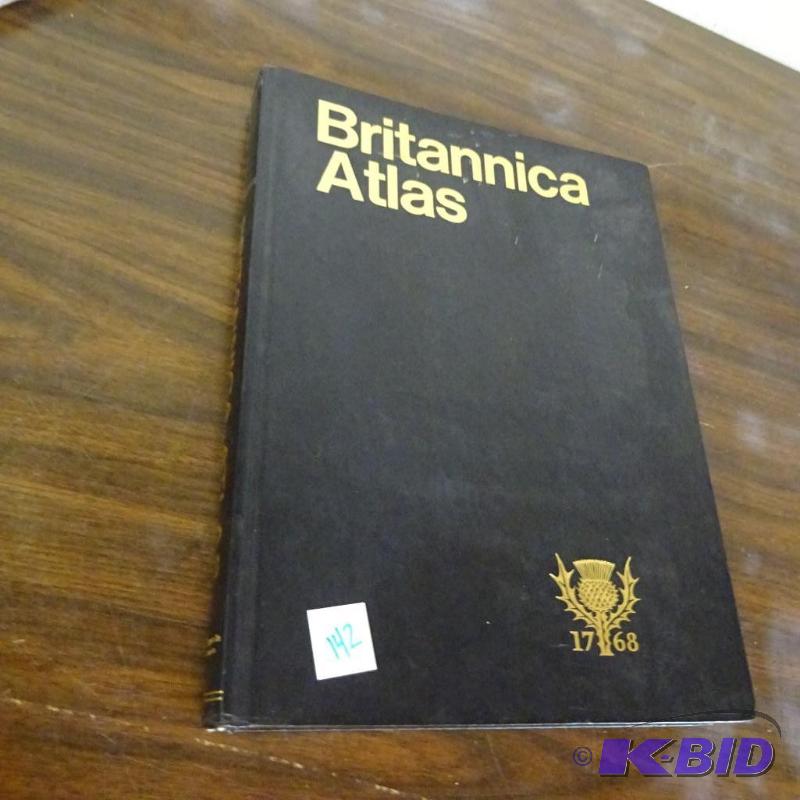 Britannica
Atlas
1768
142
© K-BID